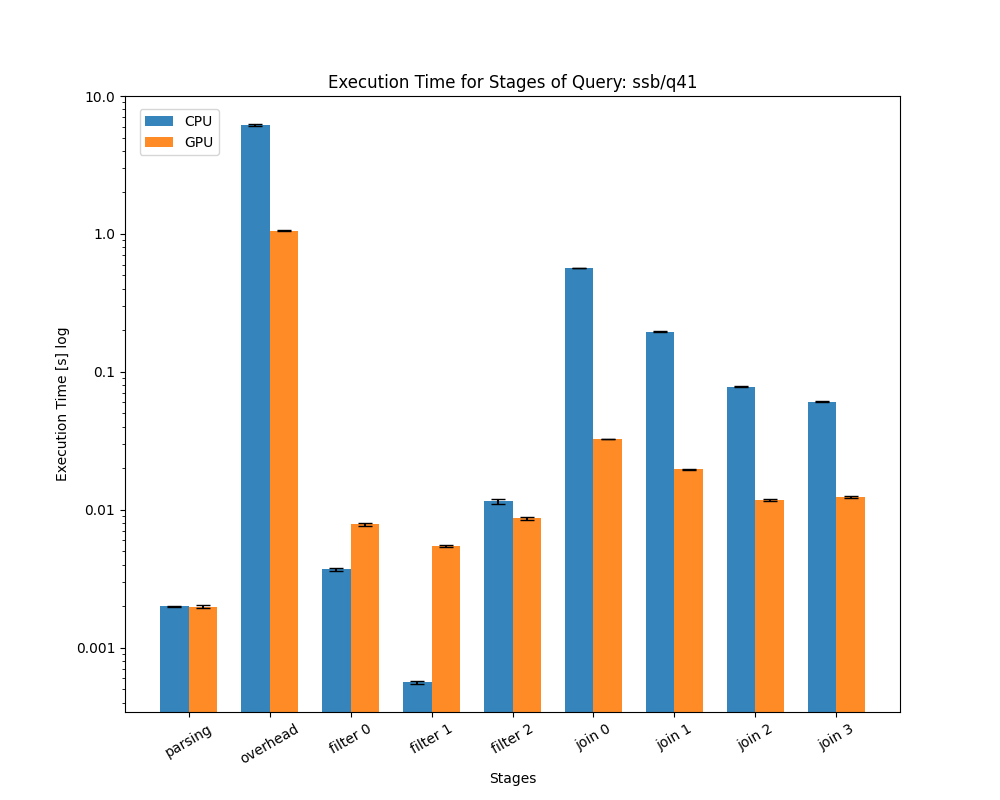 Execution Time for Stages of Query: ssb/q41
CPU
GPU
10.0
1.0
0.1
0.01
0.001
Execution Time [s] log
parsing
overhead
filter 0
filter 1
filter 2
join 0
join 1
join 2
join 3
Stages